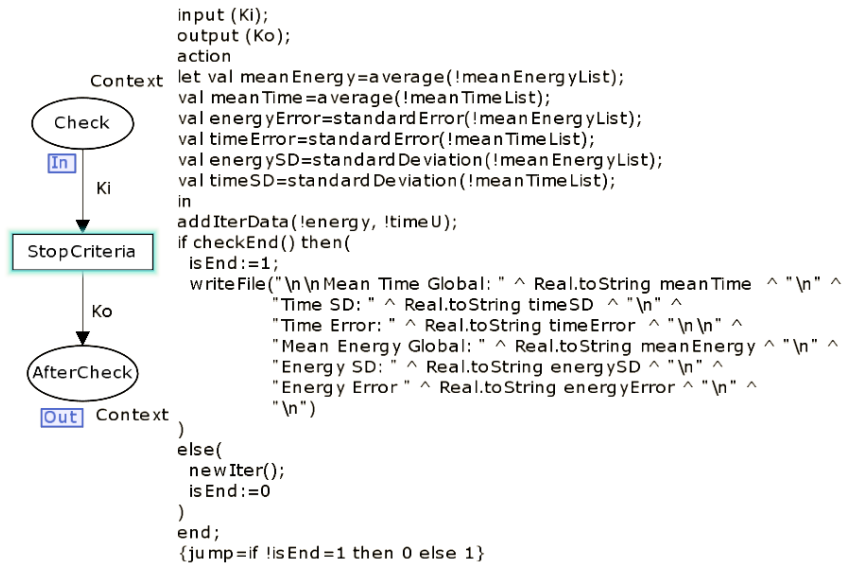 input (Ki);
output (Ko);
action
Context
let val meanEnergy=average(!meanEnergyList);
val meanTime=average(!meanTimeList);
Check
val energyError=standardError(!meanEnergyList);
val timeError=standardError(!meanTimeList);
In
val energySD=standardDeviation(!meanEnergyList);
Ki
val timeSD=standardDeviation(!meanTimeList);
in
addIterData(!energy, !timeU);
StopCriteria
if checkEnd() then(
isEnd:=1;
writeFile("\n\nMean Time Global: " ^ Real.toString meanTime ^ "\n" ^
Ko
"Time SD: " ^ Real.toString timeSD ^ "\n" ^
"Time Error: " ^ Real.toString timeError ^ "\n\n" ^
"Mean Energy Global: " ^ Real.toString meanEnergy ^ "\n" ^
AfterCheck
"Energy SD: " ^ Real.toString energySD ^ "\n" ^
"Energy Error " ^ Real.toString energyError ^ "\n" ^
"\n")
Out
Context
)
else(
newIter();
isEnd:=0
)
end;
{jump=if !isEnd=1 then 0 else 1}